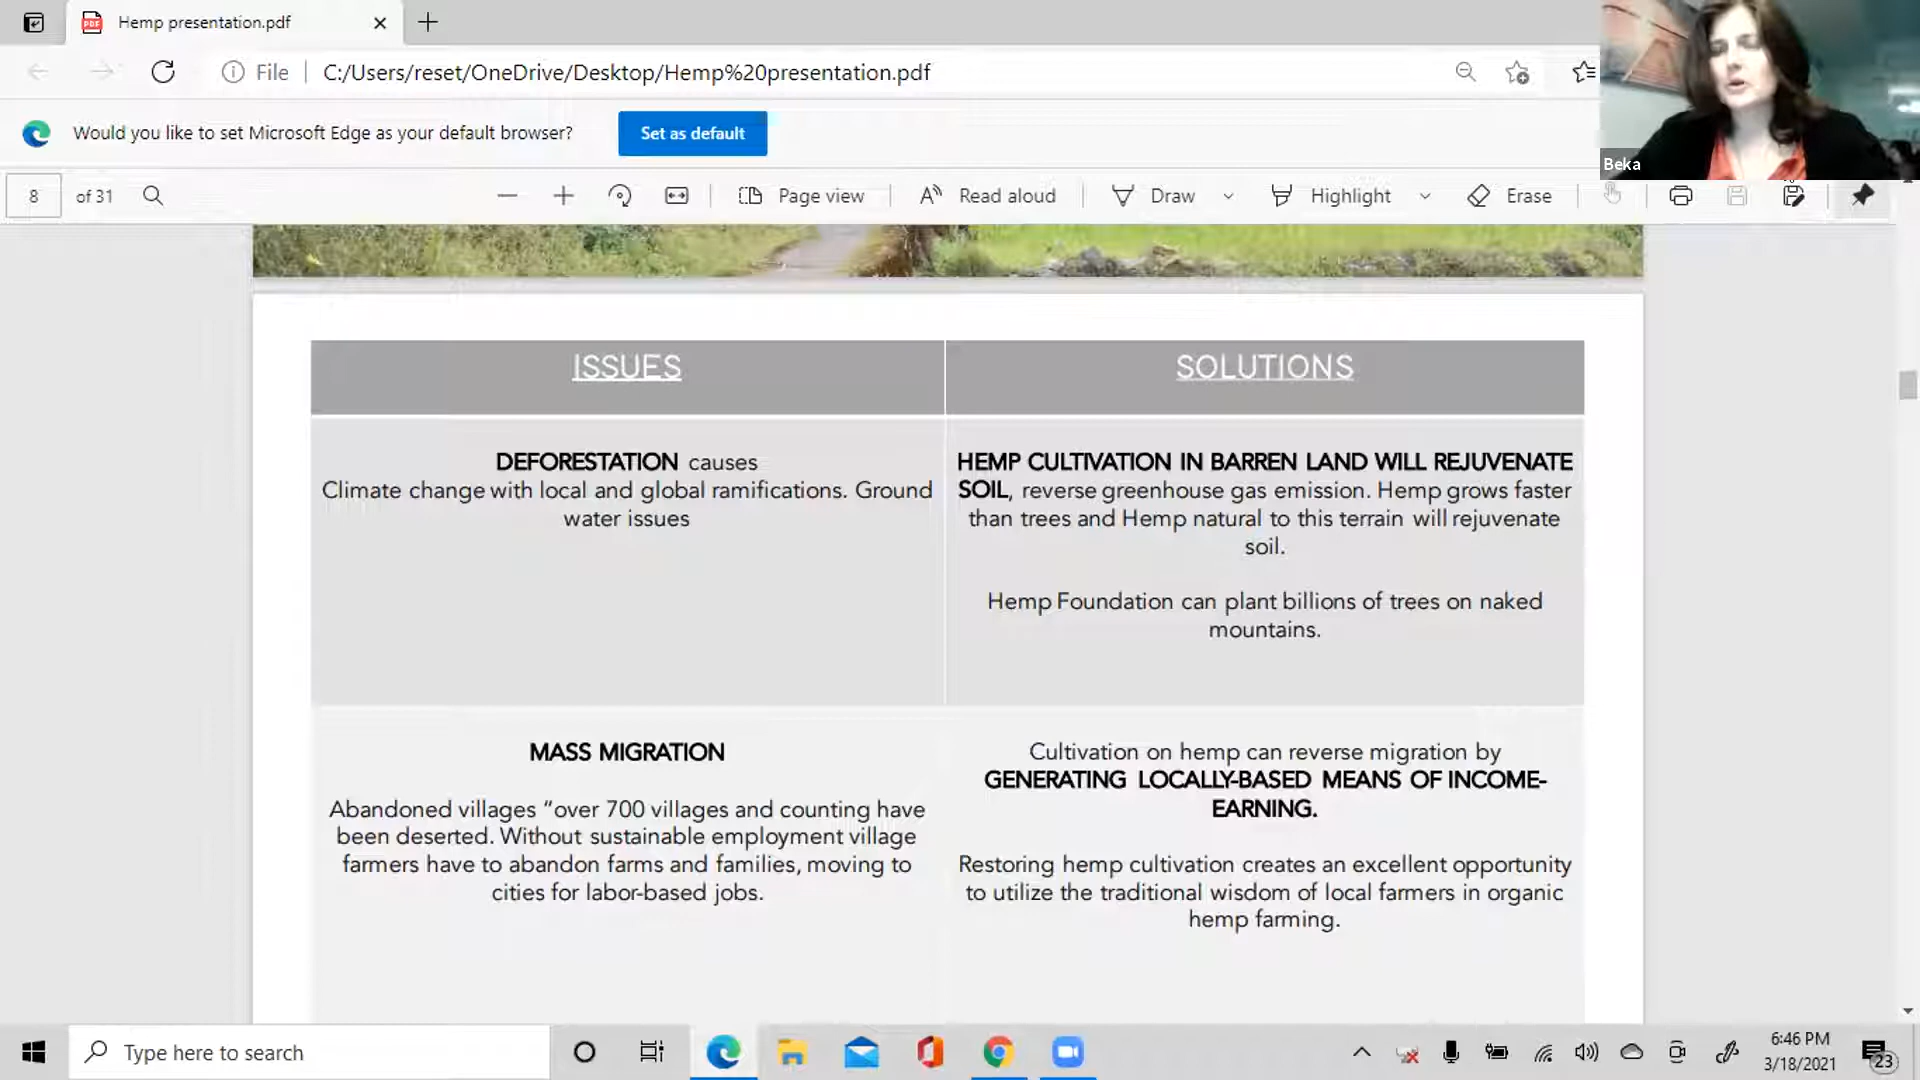 Hemp presentation.pdf
File
C:/Users/reset/OneDrive/Desktop/Hemp%20presentation.pdf
Would you like to set Microsoft Edge as your default browser?
Set as default
Beka
8 of 31
Page view
Read aloud
Draw
Highlight
Erase
ISSUES
SOLUTIONS
DEFORESTATION causes
Climate change with local and global ramifications. Ground
water issues
HEMP CULTIVATION IN BARREN LAND WILL REJUVENATE
SOIL, reverse greenhouse gas emission. Hemp grows faster
than trees and Hemp natural to this terrain will rejuvenate
soil.
Hemp Foundation can plant billions of trees on naked
mountains.
MASS MIGRATION
Abandoned villages “over 700 villages and counting have
been deserted. Without sustainable employment village
farmers have to abandon farms and families, moving to
cities for labor-based jobs.
Cultivation on hemp can reverse migration by
GENERATING LOCALLY-BASED MEANS OF INCOME-
EARNING.
Restoring hemp cultivation creates an excellent opportunity
to utilize the traditional wisdom of local farmers in organic
hemp farming.
Type here to search
6:46 PM
3/18/2021
23